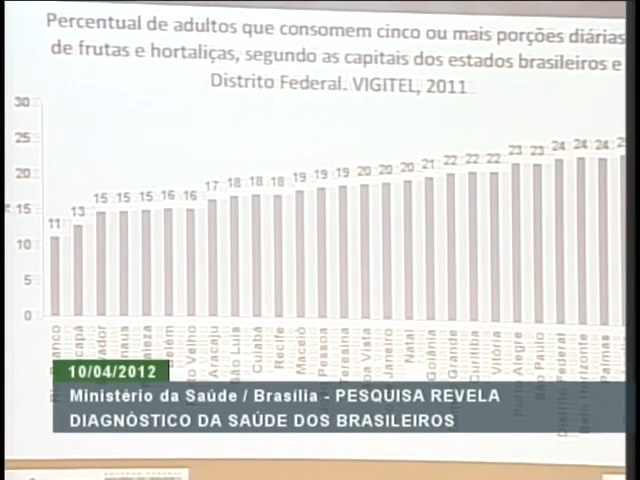 Percentual de adultos que consomem cinco ou mais porções diárias
de frutas e hortaliças, segundo as capitais dos estados brasileiros e
Distrito Federal. VIGITEL, 2011
30
25
20
15
10
5
0
11 13 15 15 15 16 16 17 18 18 18 19 19 19 20 20 20 21 22 22 22 23 23 24 24 24
Aracaju
São Luis
Cuiabá
Recife
Maceió
Pessoa
Teresina
Boa Vista
Janeiro
Natal
Goiânia
Grande
Curitiba
Vitória
Porto Alegre
São Paulo
Distrito Federal
Belo Horizonte
Palmas
10/04/2012
Ministério da Saúde / Brasília - PESQUISA REVELA
DIAGNÓSTICO DA SAÚDE DOS BRASILEIROS